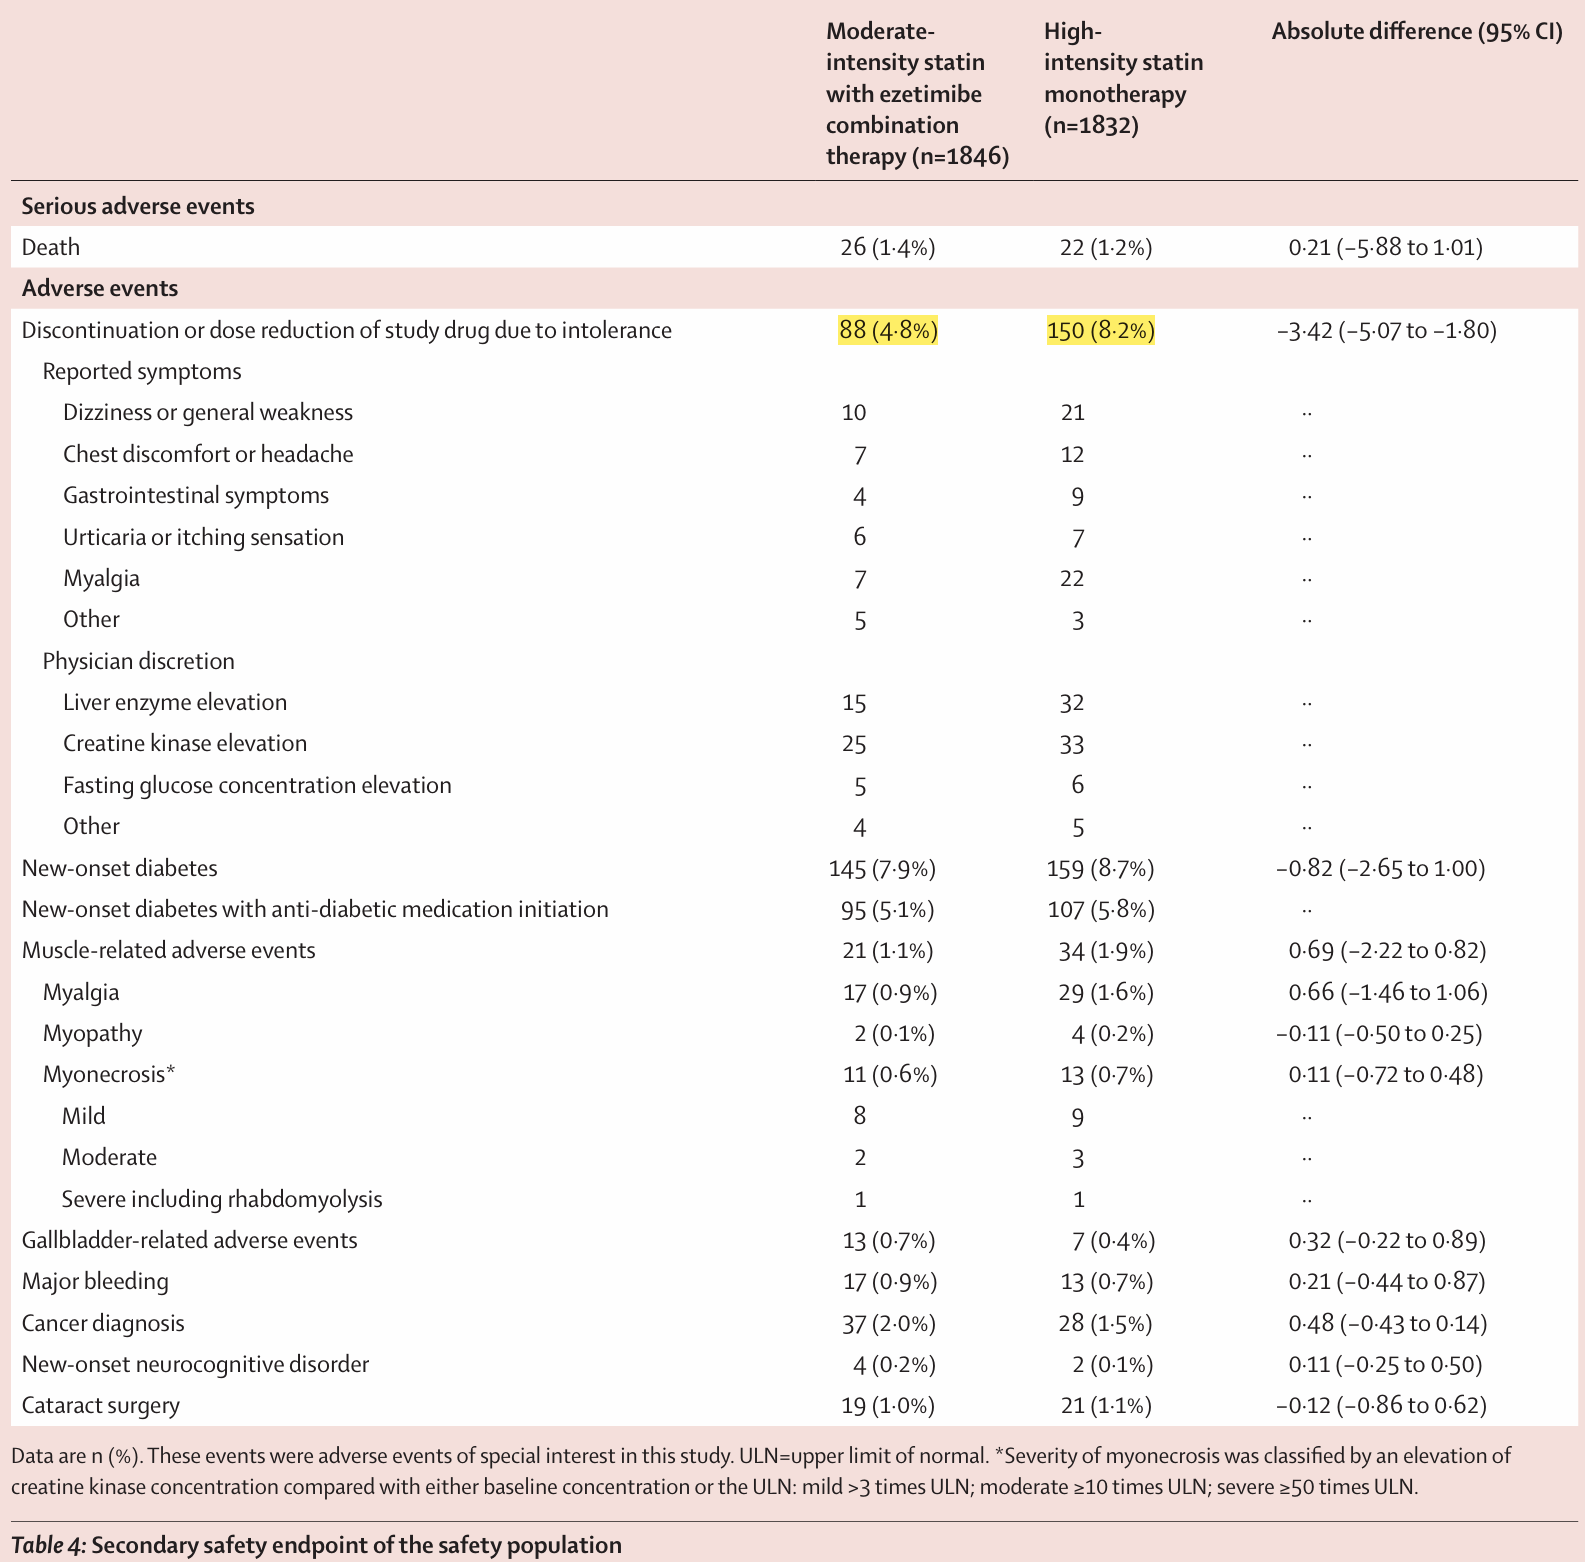 Moderate-intensity statin with ezetimibe combination therapy (n=1846) High-intensity statin monotherapy (n=1832) Absolute difference (95% CI)
Serious adverse events
Death 26 (1·4%) 22 (1·2%) 0·21 (−5·88 to 1·01)
Adverse events
Discontinuation or dose reduction of study drug due to intolerance 88 (4·8%) 150 (8·2%) −3·42 (−5·07 to −1·80)
Reported symptoms
Dizziness or general weakness 10 21 ··
Chest discomfort or headache 7 12 ··
Gastrointestinal symptoms 4 9 ··
Urticaria or itching sensation 6 7 ··
Myalgia 7 22 ··
Other 5 3 ··
Physician discretion
Liver enzyme elevation 15 32 ··
Creatine kinase elevation 25 33 ··
Fasting glucose concentration elevation 5 6 ··
Other 4 5 ··
New-onset diabetes 145 (7·9%) 159 (8·7%) −0·82 (−2·65 to 1·00)
New-onset diabetes with anti-diabetic medication initiation 95 (5·1%) 107 (5·8%) ··
Muscle-related adverse events 21 (1·1%) 34 (1·9%) 0·69 (−2·22 to 0·82)
Myalgia 17 (0·9%) 29 (1·6%) 0·66 (−1·46 to 1·06)
Myopathy 2 (0·1%) 4 (0·2%) −0·11 (−0·50 to 0·25)
Myonecrosis* 11 (0·6%) 13 (0·7%) 0·11 (−0·72 to 0·48)
Mild 8 9 ··
Moderate 2 3 ··
Severe including rhabdomyolysis 1 1 ··
Gallbladder-related adverse events 13 (0·7%) 7 (0·4%) 0·32 (−0·22 to 0·89)
Major bleeding 17 (0·9%) 13 (0·7%) 0·21 (−0·44 to 0·87)
Cancer diagnosis 37 (2·0%) 28 (1·5%) 0·48 (−0·43 to 0·14)
New-onset neurocognitive disorder 4 (0·2%) 2 (0·1%) 0·11 (−0·25 to 0·50)
Cataract surgery 19 (1·0%) 21 (1·1%) −0·12 (−0·86 to 0·62)
Data are n (%). These events were adverse events of special interest in this study. ULN=upper limit of normal. *Severity of myonecrosis was classified by an elevation of
creatine kinase concentration compared with either baseline concentration or the ULN: mild >3 times ULN; moderate ≥10 times ULN; severe ≥50 times ULN.
Table 4: Secondary safety endpoint of the safety population